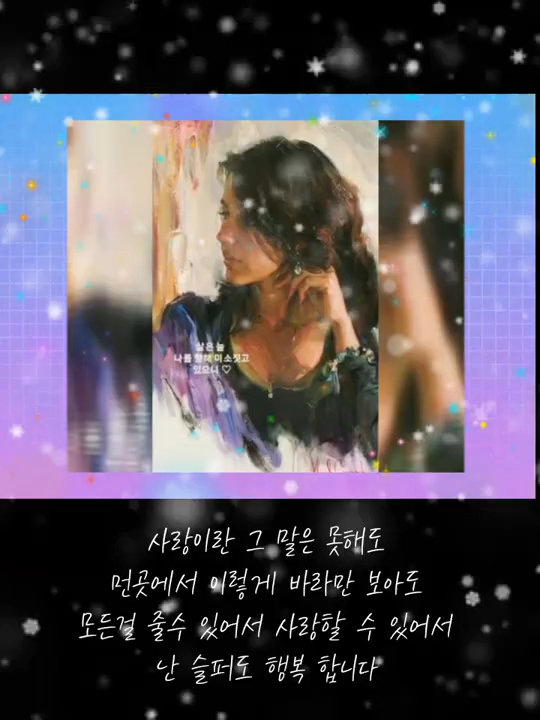 삶은 늘
나를 향해 미소짓고
있으니 ♡
사랑이란 그 말은 못해도
먼곳에서 이렇게 바라만 보아도
모든걸 줄수 있어서 사랑할 수 있어서
난 슬퍼도 행복 합니다